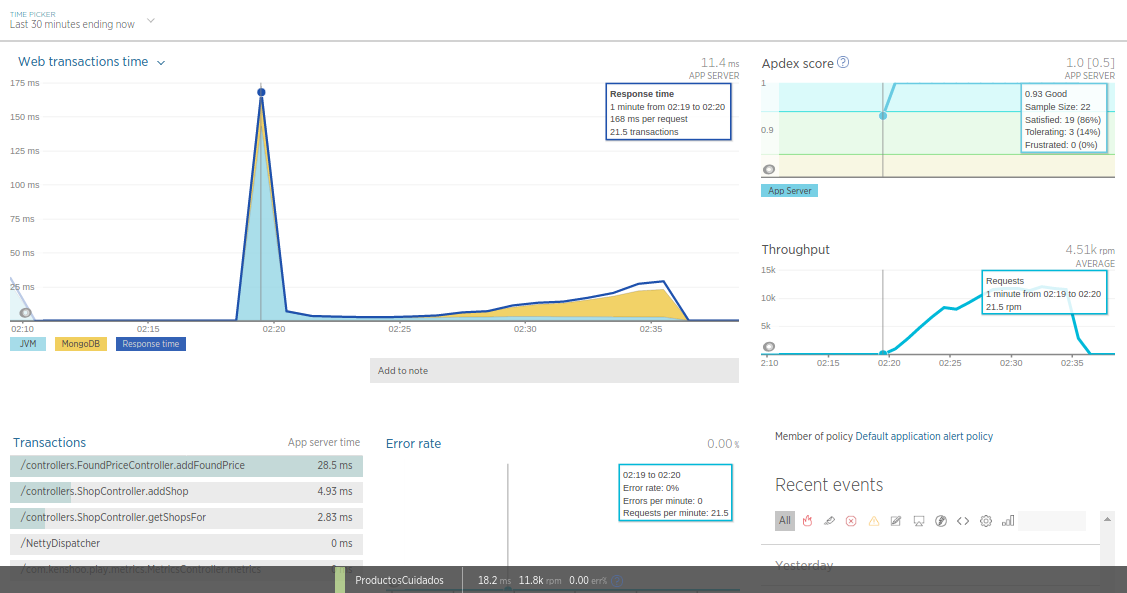 TIME PICKER
Last 30 minutes ending now
Web transactions time
11.4 ms
APP SERVER
175 ms
150 ms
125 ms
100 ms
75 ms
50 ms
25 ms
Response time
1 minute from 02:19 to 02:20
168 ms per request
21.5 transactions
02:10
02:15
02:20
02:25
02:30
02:35
JVM
MongoDB
Response time
Add to note
Apdex score ?
1.0 [0.5]
APP SERVER
1
0.9
0.93 Good
Sample Size: 22
Satisfied: 19 (86%)
Tolerating: 3 (14%)
Frustrated: 0 (0%)
App Server
Throughput
4.51k rpm
AVERAGE
15k
10k
5k
Requests
1 minute from 02:19 to 02:20
21.5 rpm
2:10
02:15
02:20
02:25
02:30
02:35
Transactions
App server time
/controllers.FoundPriceController.addFoundPrice 28.5 ms
/controllers.ShopController.addShop 4.93 ms
/controllers.ShopController.getShopsFor 2.83 ms
/NettyDispatcher 0 ms
/com.kenshoo.play.metrics.MetricsController.metrics
Error rate
0.00 %
02:19 to 02:20
Error rate: 0%
Errors per minute: 0
Requests per minute: 21.5
Member of policy Default application alert policy
Recent events
All
Yesterday
ProductosCuidados
18.2 ms 11.8k rpm 0.00 err%